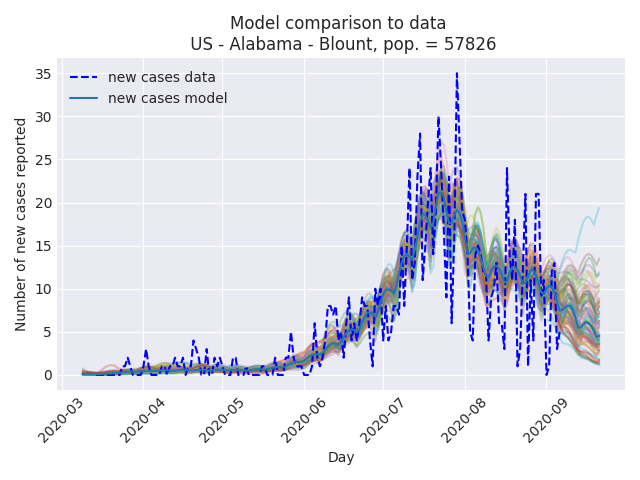 Model comparison to data
US - Alabama - Blount, pop. = 57826
new cases data
new cases model
Number of new cases reported
35
30
25
20
15
10
5
0
2020-03
2020-04
2020-05
2020-06
2020-07
2020-08
2020-09
Day